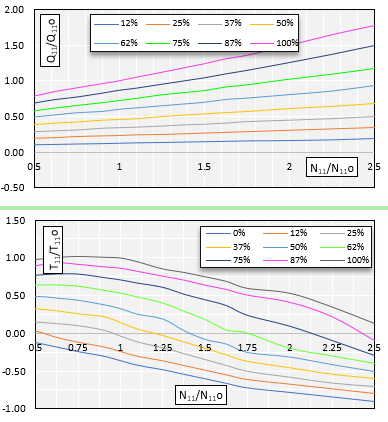 2.00
Q₁₁/Q₁₁o
12% 25% 37% 50%
62% 75% 87% 100%
1.50
1.00
0.50
0.00
0.5 1 1.5 2 2.5
N₁₁/N₁₁o
-0.50
1.50
T₁₁/T₁₁o
0% 12% 25%
37% 50% 62%
75% 87% 100%
1.00
0.50
0.00
0.5 0.75 1 1.25 1.5 1.75 2 2.25 2.5
-0.50
N₁₁/N₁₁o
-1.00